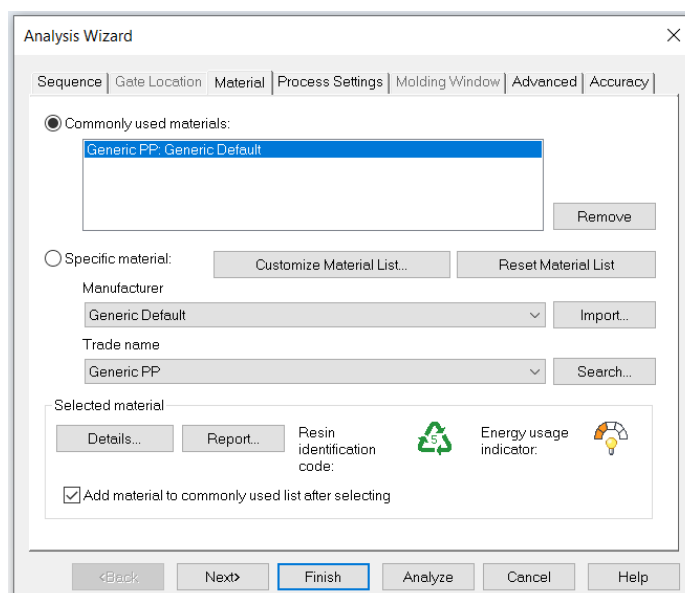 Analysis Wizard
Sequence Gate Location Material Process Settings Molding Window Advanced Accuracy
Commonly used materials:
Generic PP: Generic Default
Remove
Specific material: Customize Material List... Reset Material List
Manufacturer
Generic Default Import...
Trade name
Generic PP Search...
Selected material
Details... Report... Resin identification code: 5 Energy usage indicator:
Add material to commonly used list after selecting
<Back Next> Finish Analyze Cancel Help